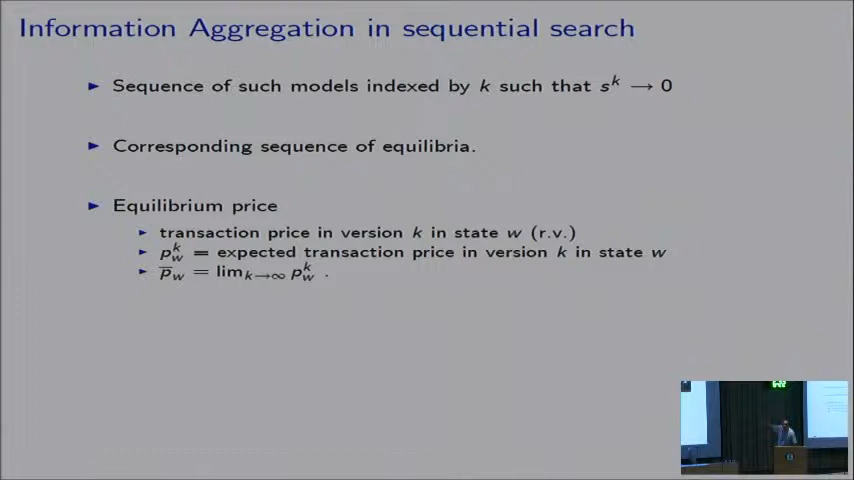 Information Aggregation in sequential search
► Sequence of such models indexed by k such that s^k → 0
► Corresponding sequence of equilibria.
► Equilibrium price
► transaction price in version k in state w (r.v.)
► p_w^k = expected transaction price in version k in state w
► p̅_w = lim_{k→∞} p_w^k .